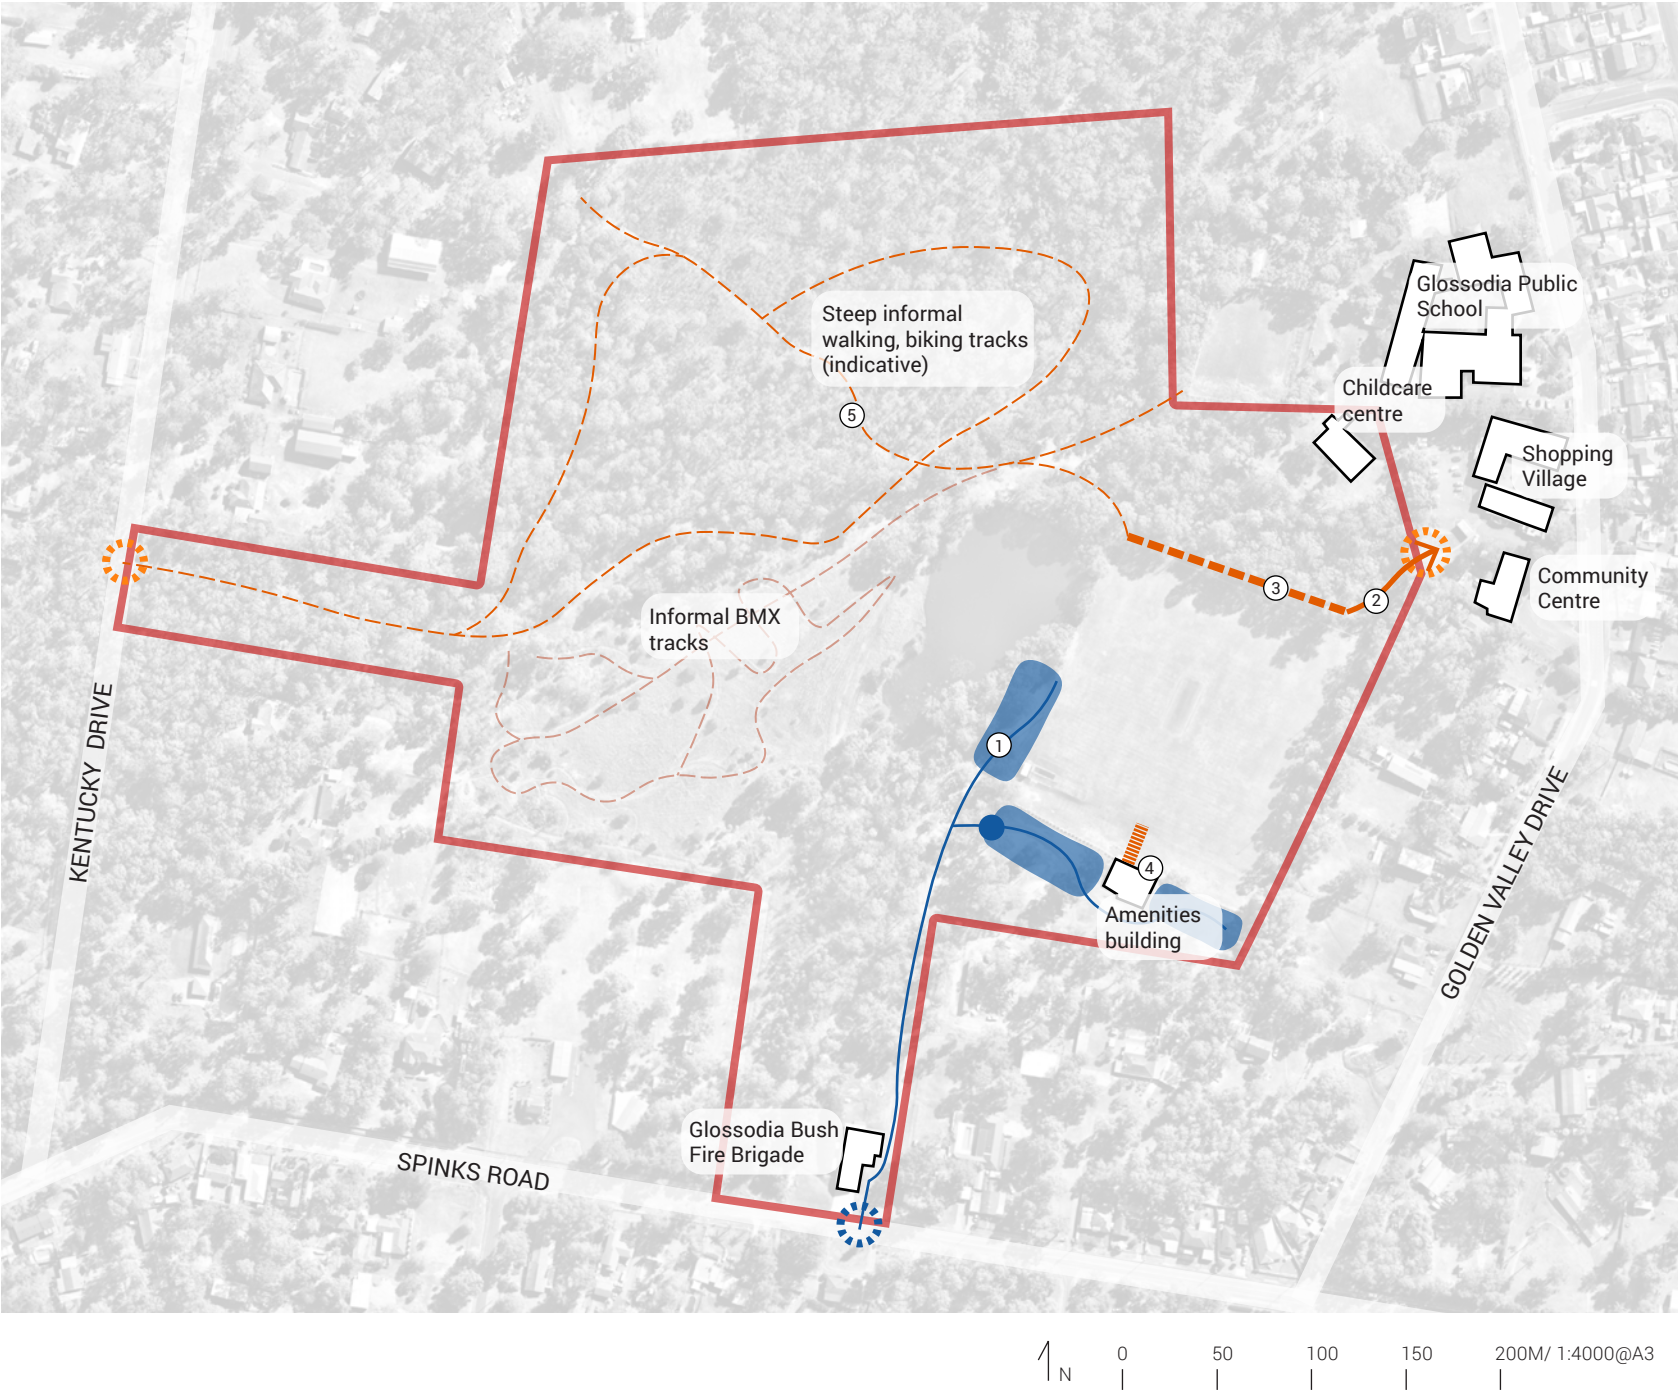 Glossodia Public
School
Steep informal
walking, biking tracks
(indicative)
Childcare
centre
5
Shopping
Village
Community
Centre
3
2
Informal BMX
tracks
KENTUCKY DRIVE
1
GOLDEN VALLEY DRIVE
4
Amenities
building
Glossodia Bush
Fire Brigade
SPINKS ROAD
N
0 50 100 150 200M/ 1:4000@A3